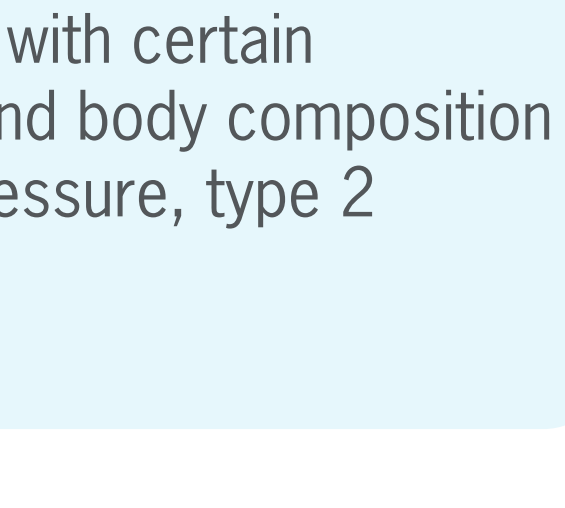 with certain
nd body composition
essure, type 2